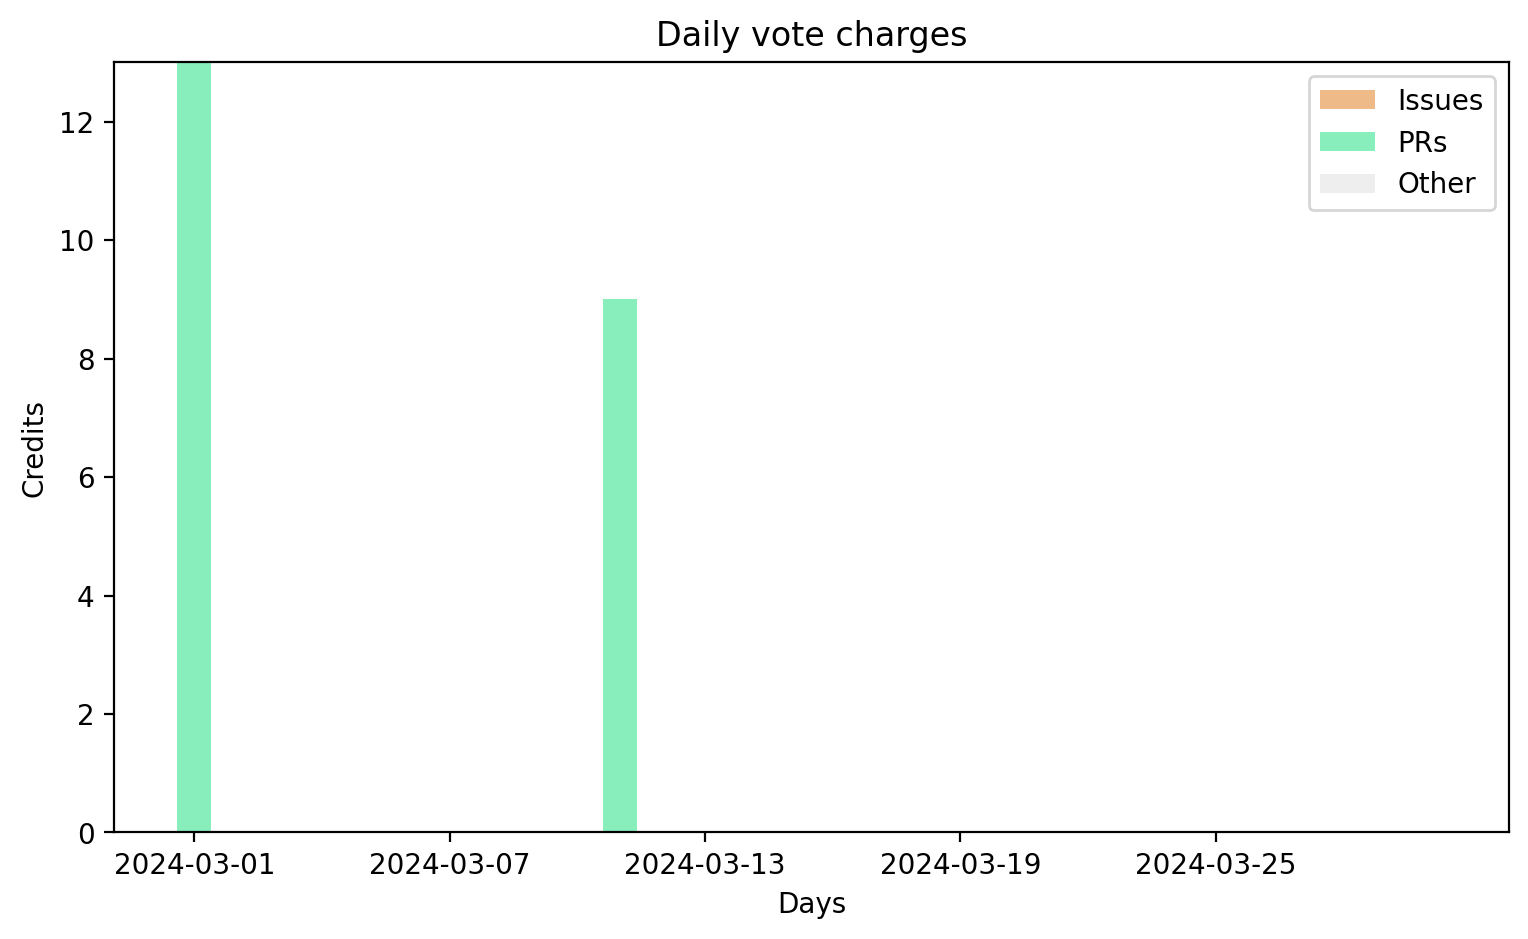 Daily vote charges
Issues
PRs
Other
12
10
8
6
4
2
0
Credits
2024-03-01
2024-03-07
2024-03-13
2024-03-19
2024-03-25
Days